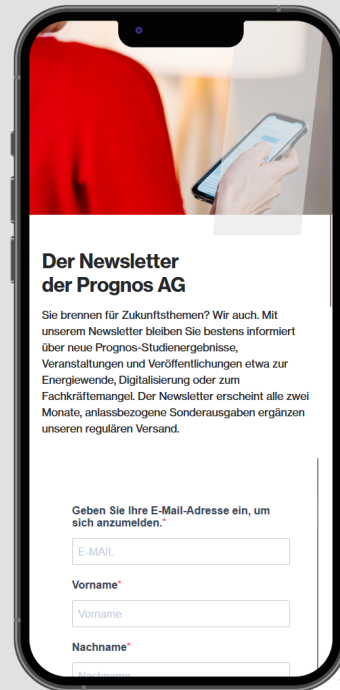 Der Newsletter
der Prognos AG
Sie brennen für Zukunftsthemen? Wir auch. Mit
unserem Newsletter bleiben Sie bestens informiert
über neue Prognos-Studienergebnisse,
Veranstaltungen und Veröffentlichungen etwa zur
Energiewende, Digitalisierung oder zum
Fachkräftemangel. Der Newsletter erscheint alle zwei
Monate, anlassbezogene Sonderausgaben ergänzen
unseren regulären Versand.
Geben Sie Ihre E-Mail-Adresse ein, um
sich anzumelden.*
E-MAIL
Vorname*
Vorname
Nachname*
Nachname